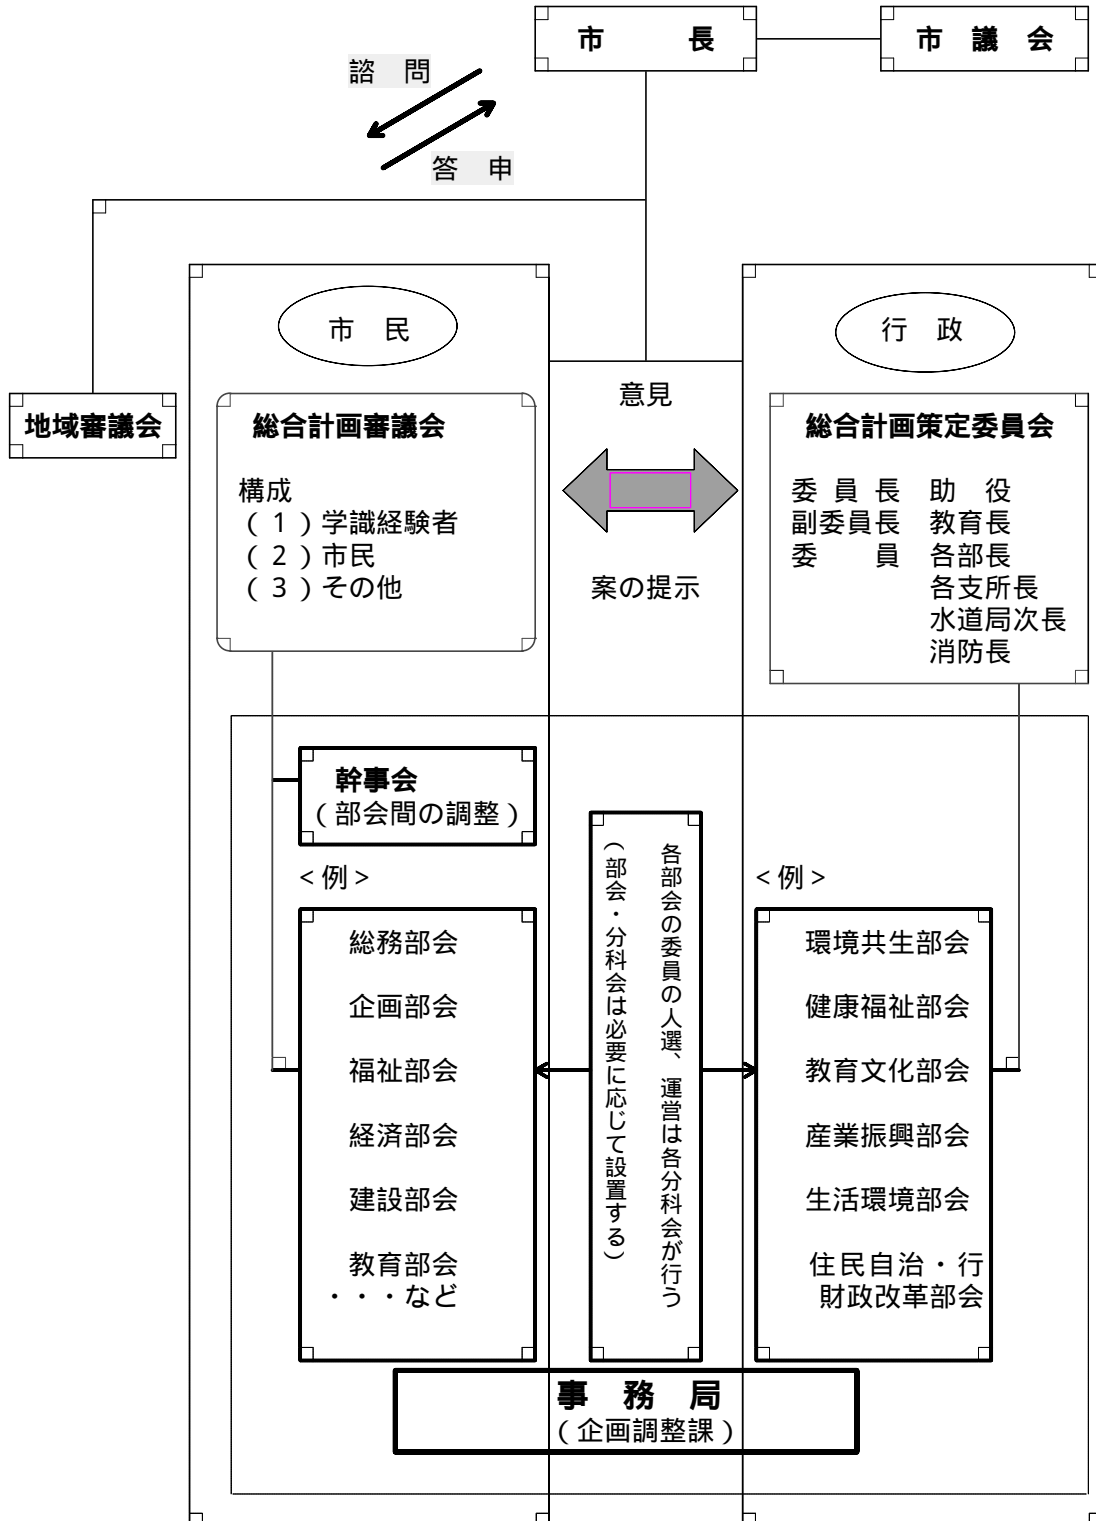 市　長
市　議　会
諮　問
答　申
市　民
行　政
地域審議会
総合計画審議会
構成
（１）学識経験者
（２）市民
（３）その他
意見
案の提示
総合計画策定委員会
委 員 長　助　役
副委員長　教育長
委　　員　各部長
各支所長
水道局次長
消防長
幹事会
（部会間の調整）
＜例＞
総務部会
企画部会
福祉部会
経済部会
建設部会
教育部会
・・・など
各部会の委員の人選、運営は各分科会が行う
（部会・分科会は必要に応じて設置する）
＜例＞
環境共生部会
健康福祉部会
教育文化部会
産業振興部会
生活環境部会
住民自治・行
財政改革部会
事　務　局
（企画調整課）